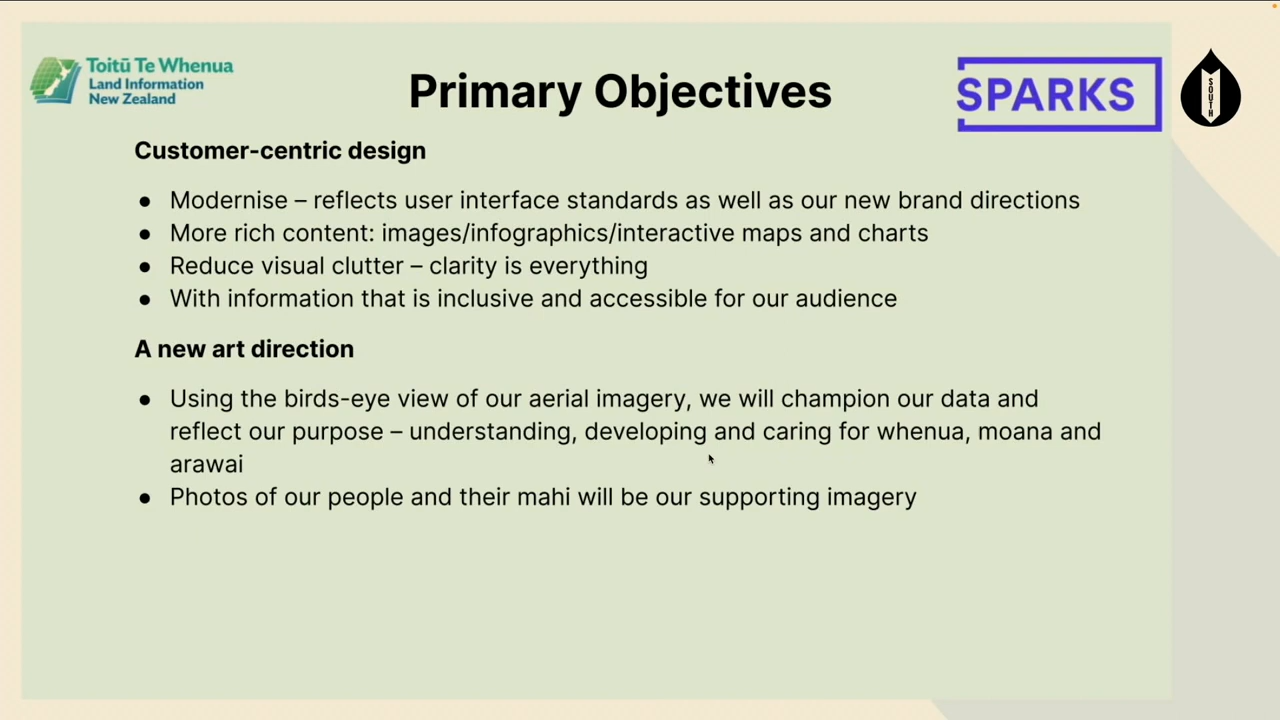 Toitū Te Whenua
Land Information
New Zealand
Primary Objectives
SPARKS
SOUTH
Customer-centric design
● Modernise – reflects user interface standards as well as our new brand directions
● More rich content: images/infographics/interactive maps and charts
● Reduce visual clutter – clarity is everything
● With information that is inclusive and accessible for our audience
A new art direction
● Using the birds-eye view of our aerial imagery, we will champion our data and
reflect our purpose – understanding, developing and caring for whenua, moana and
arawai
● Photos of our people and their mahi will be our supporting imagery